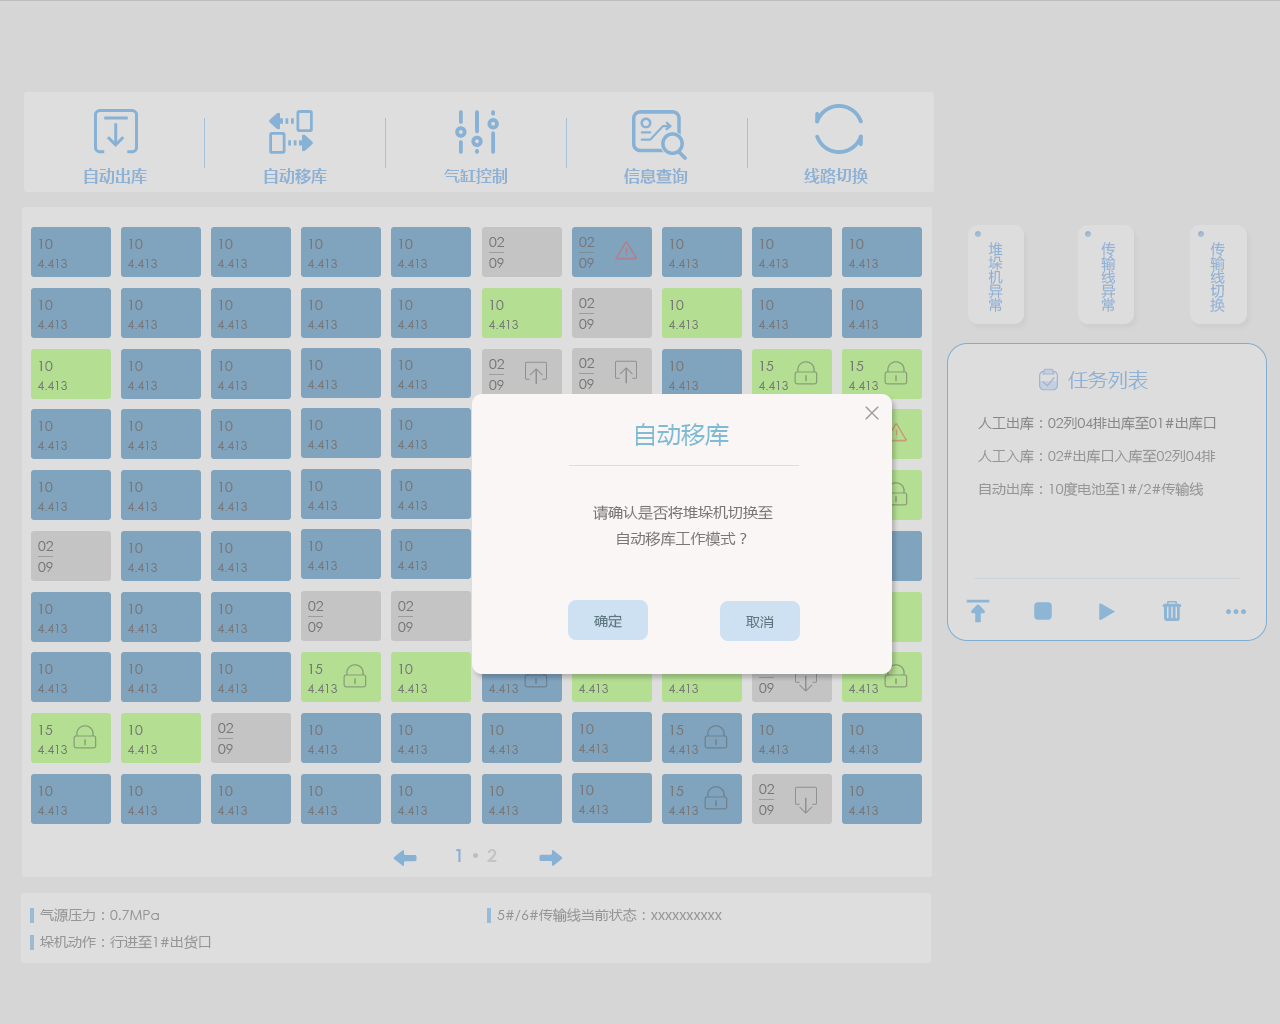 自动出库 自动移库 气缸控制 信息查询 线路切换
10 10 10 10 10 02 02 10 10 10
4.413 4.413 4.413 4.413 4.413 09 09 4.413 4.413 4.413
10 10 10 10 10 10 02 10 10 10
4.413 4.413 4.413 4.413 4.413 4.413 09 4.413 4.413 4.413
10 10 10 10 10 02 02 10 15 15
4.413 4.413 4.413 4.413 4.413 09 09 4.413 4.413
10 10 10 10 10
4.413 4.413 4.413 4.413 4.413
10 10 10 10 10
4.413 4.413 4.413 4.413 4.413
02 10 10 10 10
09 4.413 4.413 4.413 4.413
10 10 10 02 02
4.413 4.413 4.413 09 09
10 10 10 15 10
4.413 4.413 4.413 4.413 4.413 4.413 4.413 4.413 09 4.413
15 10 02 10 10 10 10 15 10 10
4.413 4.413 09 4.413 4.413 4.413 4.413 4.413 4.413 4.413
10 10 10 10 10 10 10 15 02 10
4.413 4.413 4.413 4.413 4.413 4.413 4.413 4.413 09 4.413
1 • 2
自动移库
请确认是否将堆垛机切换至
自动移库工作模式？
确定 取消
堆垛机异常
传输线异常
传输线切换
任务列表
人工出库：02列04排出库至01#出库口
人工入库：02#出库口入库至02列04排
自动出库：10度电池至1#/2#传输线
气源压力：0.7MPa
5#/6#传输线当前状态：xxxxxxxxxx
垛机动作：行进至1#出货口